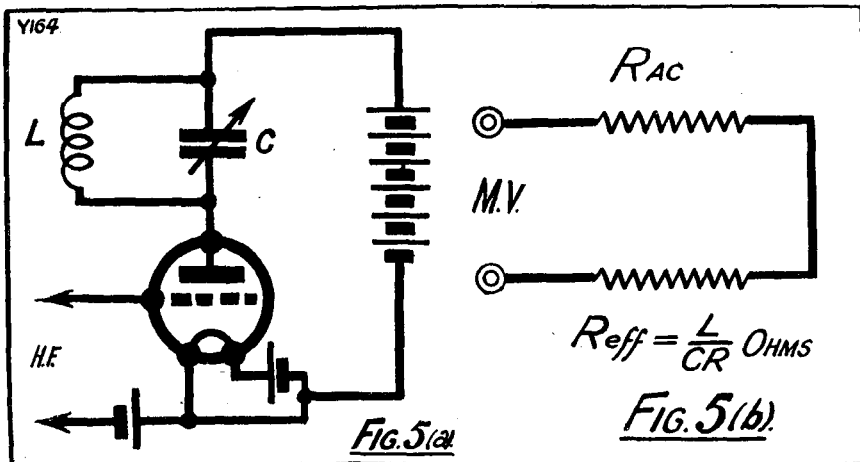 Y164
L
C
H.F.
FIG. 5(a).
RAC
M.V.
Reff = L/CR OHMS
FIG. 5(b).